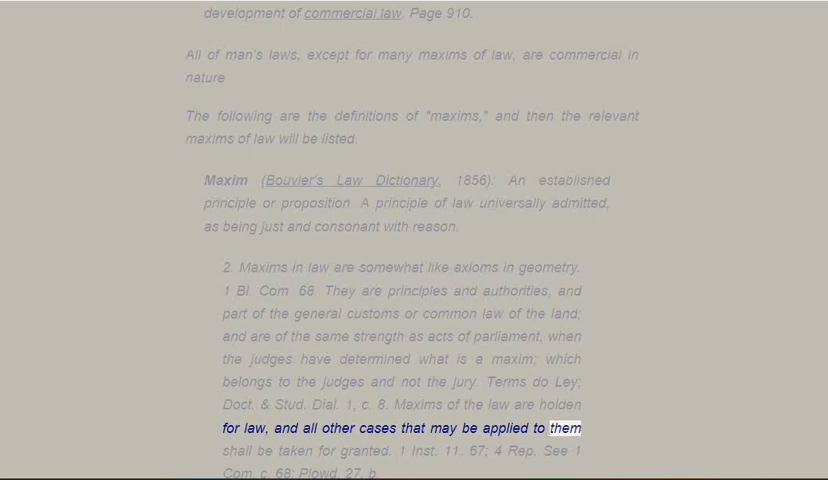 development of commercial law. Page 910.
All of man's laws, except for many maxims of law, are commercial in
nature
The following are the definitions of "maxims," and then the relevant
maxims of law will be listed.
Maxim (Bouvier's Law Dictionary, 1856): An established
principle or proposition. A principle of law universally admitted,
as being just and consonant with reason.
2. Maxims in law are somewhat like axioms in geometry.
1 Bl. Com. 68. They are principles and authorities, and
part of the general customs or common law of the land;
and are of the same strength as acts of parliament, when
the judges have determined what is a maxim; which
belongs to the judges and not the jury. Terms do Ley;
Doct. & Stud. Dial. 1, c. 8. Maxims of the law are holden
for law, and all other cases that may be applied to them
shall be taken for granted. 1 Inst. 11. 67; 4 Rep. See 1
Com. c. 68; Plowd. 27, b.